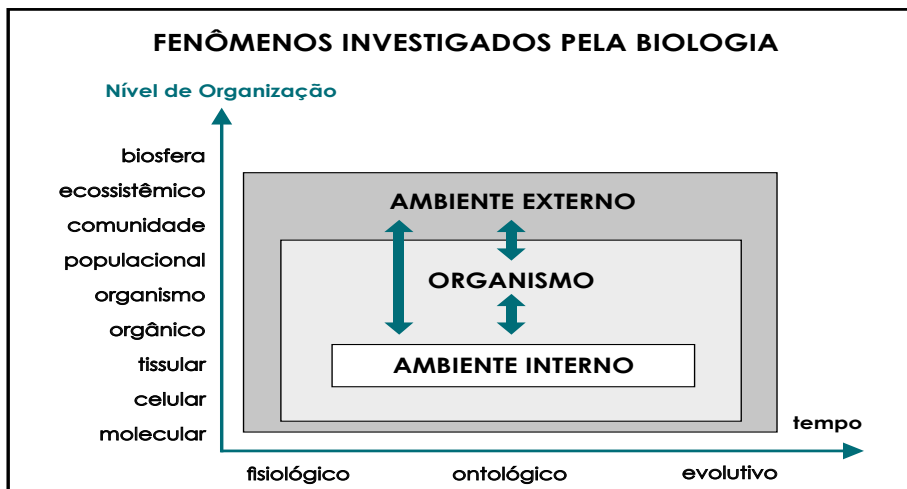 FENÔMENOS INVESTIGADOS PELA BIOLOGIA
Nível de Organização
biosfera
ecossistêmico
comunidade
populacional
organismo
orgânico
tissular
celular
molecular
AMBIENTE EXTERNO
ORGANISMO
AMBIENTE INTERNO
tempo
fisiológico
ontológico
evolutivo